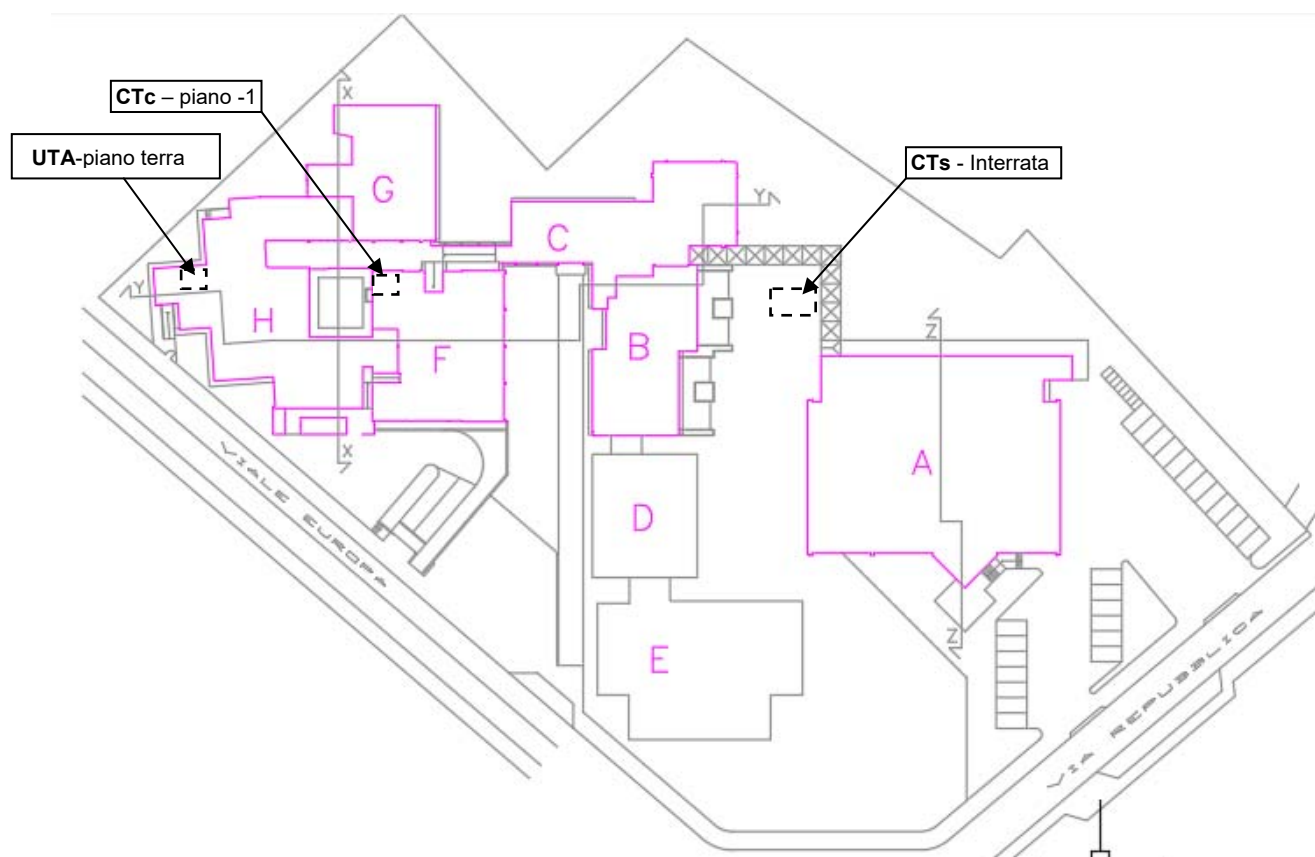 CTc – piano -1
UTA-piano terra
CTs - Interrata
X
G
Y
C
Y
H
Z
F
B
A
X
VIALE EUROPA
D
Z
E
VIA REPUBBLICA